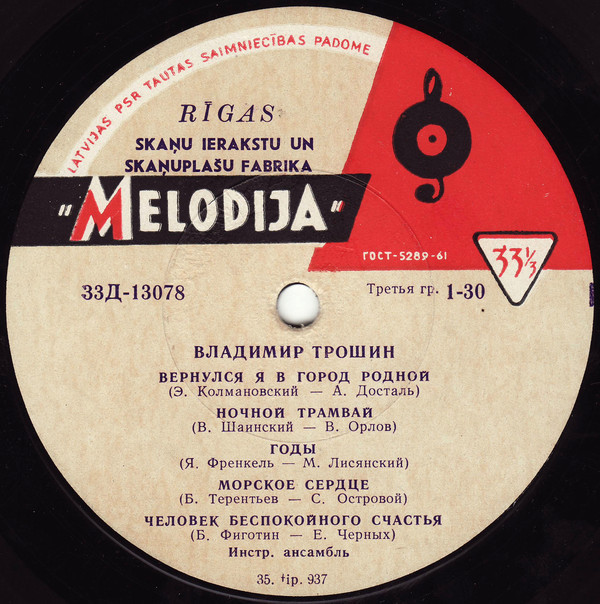 LATVIJAS PSR TAUTAS SAIMNIECĪBAS PADOME
RĪGAS
SKAŅU IERAKSTU UN
SKAŅUPLAŠU FABRIKA
"MELODIJA"
ГОСТ-5289-61
33⅓
33Д-13078
Третья гр. 1-30
ВЛАДИМИР ТРОШИН
ВЕРНУЛСЯ Я В ГОРОД РОДНОЙ
(Э. Колмановский — А. Досталь)
НОЧНОЙ ТРАМВАЙ
(В. Шаинский — В. Орлов)
ГОДЫ
(Я. Френкель — М. Лисянский)
МОРСКОЕ СЕРДЦЕ
(Б. Терентьев — С. Островой)
ЧЕЛОВЕК БЕСПОКОЙНОГО СЧАСТЬЯ
(Б. Фиготин — Е. Черных)
Инстр. ансамбль
35. tip. 937